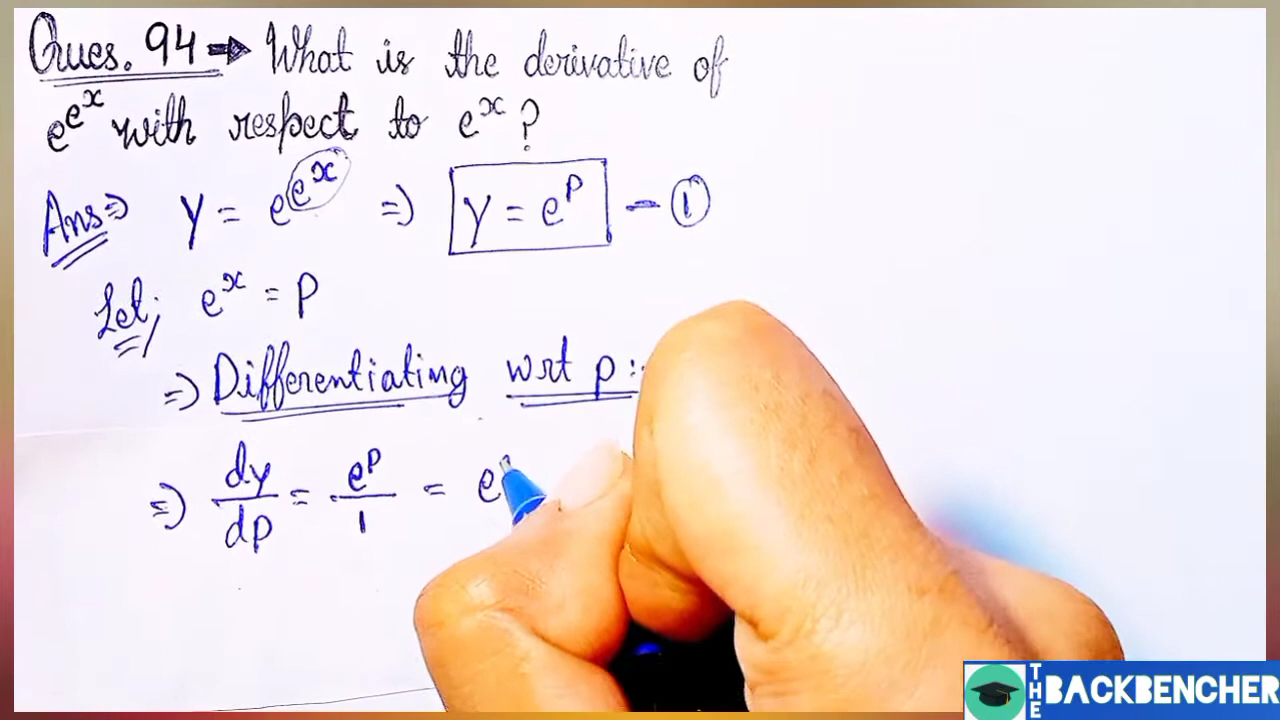 Ques. 94 → What is the derivative of
e^{e^x} with respect to e^x ?
Ans ⇒ y = e^{e^x} ⇒ y = e^p – ①
Let; e^x = p
⇒ Differentiating wrt p :-
⇒ dy/dp = e^p/1 = e
THE BACKBENCHER